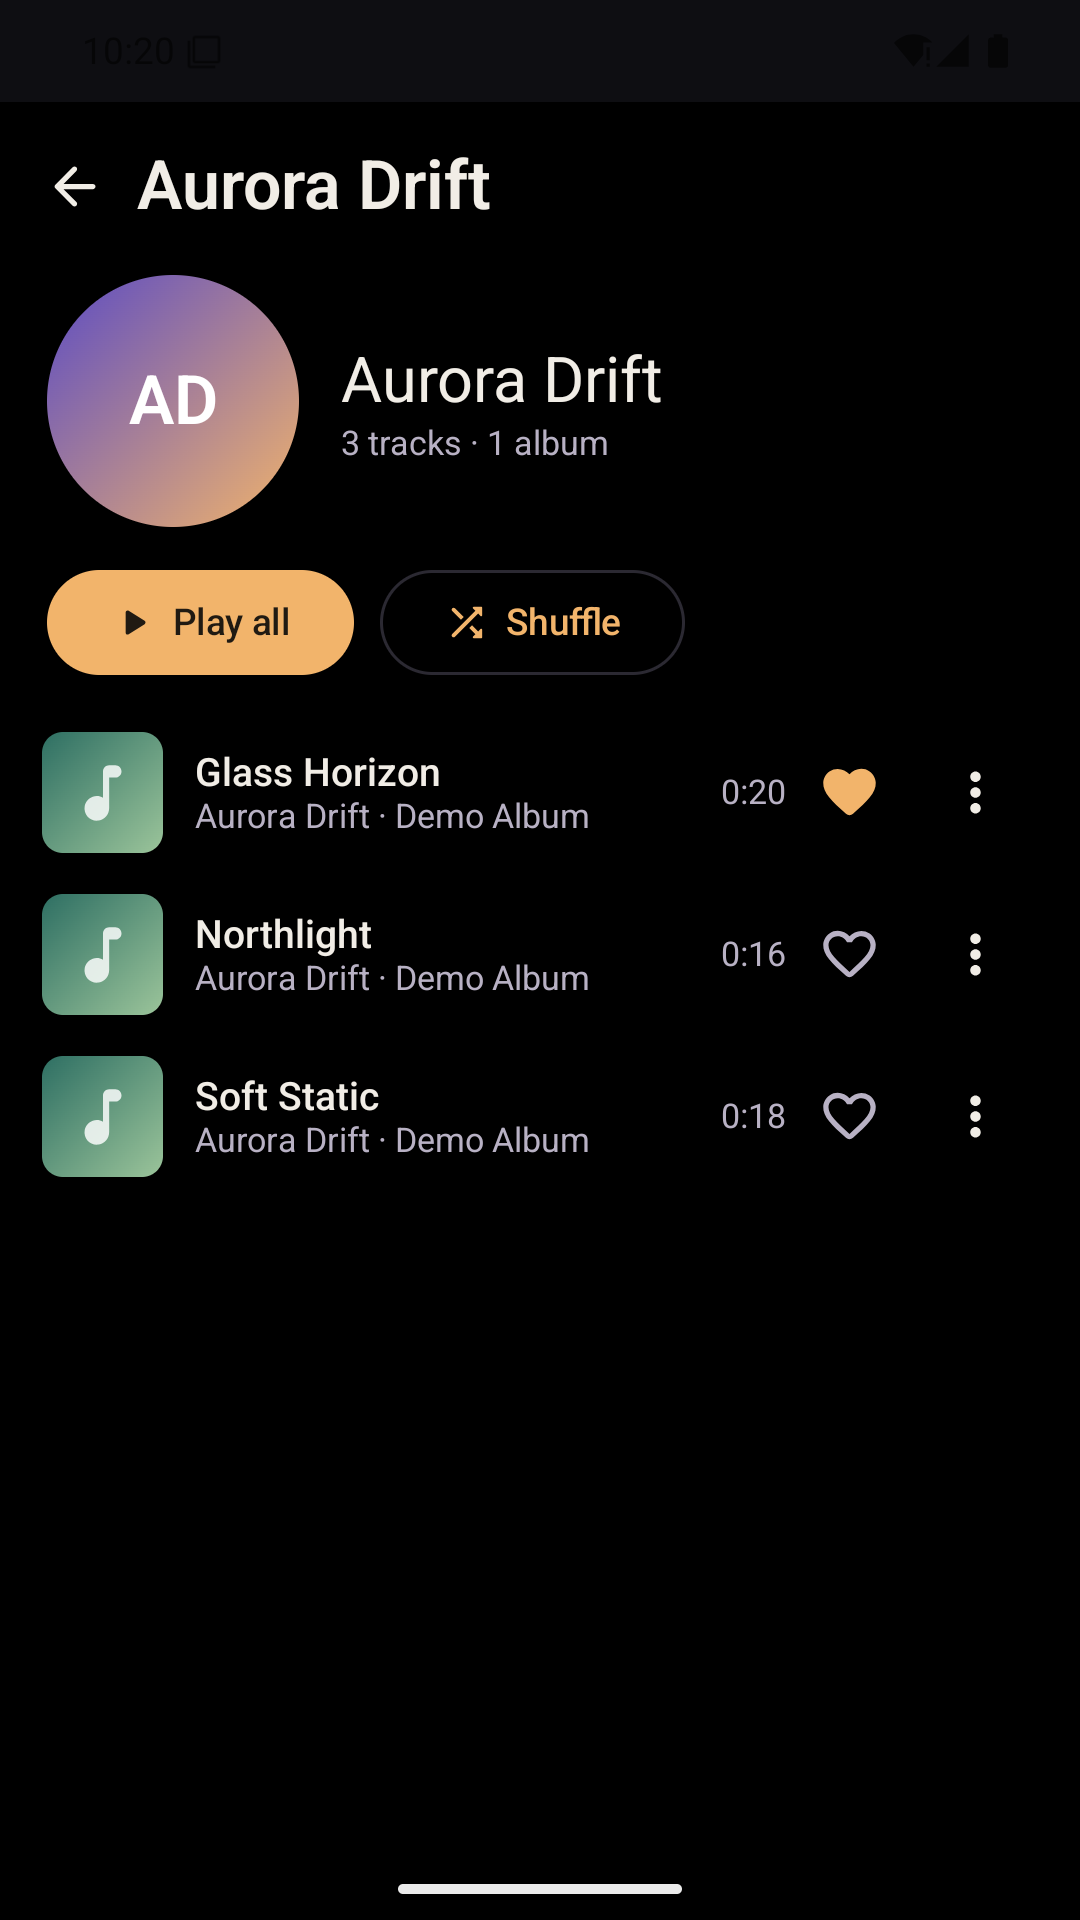 10:20
Aurora Drift
AD
Aurora Drift
3 tracks · 1 album
Play all
Shuffle
Glass Horizon
Aurora Drift · Demo Album
0:20
Northlight
Aurora Drift · Demo Album
0:16
Soft Static
Aurora Drift · Demo Album
0:18